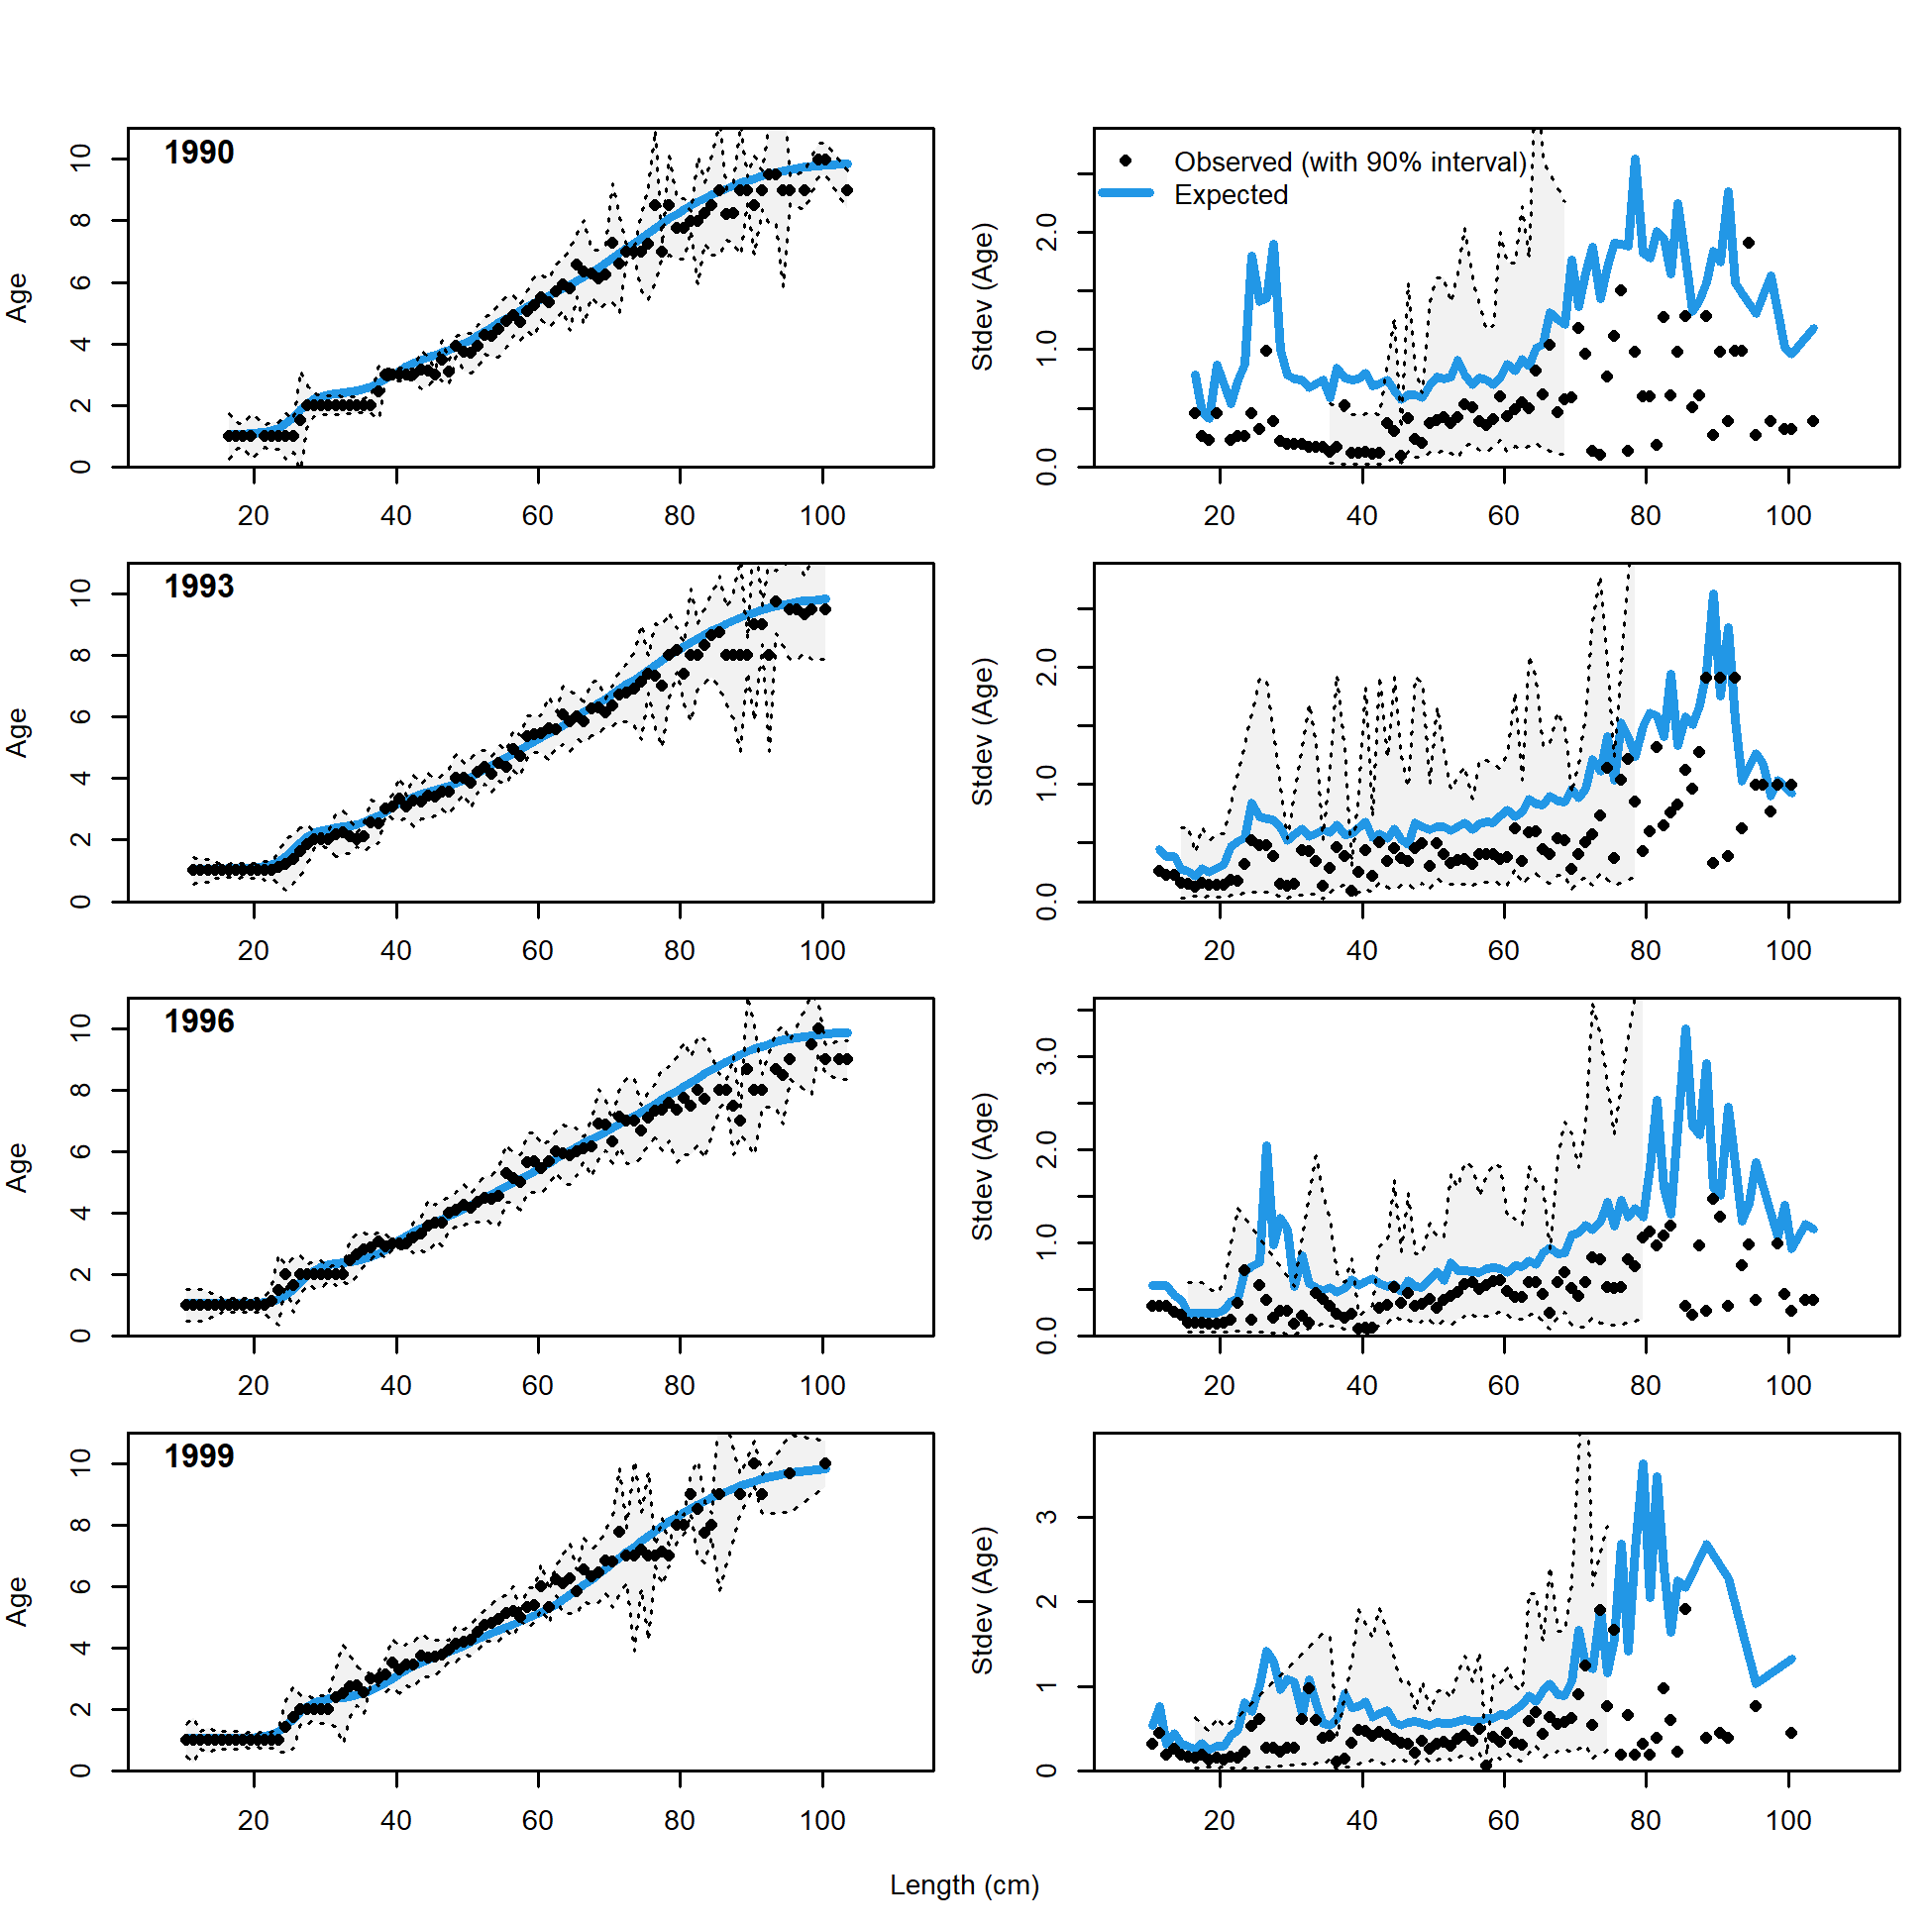 1990
Age
0 2 4 6 8 10
20 40 60 80 100
Observed (with 90% interval)
Expected
Stdev (Age)
0.0 1.0 2.0
20 40 60 80 100
1993
Age
0 2 4 6 8 10
20 40 60 80 100
Stdev (Age)
0.0 1.0 2.0
20 40 60 80 100
1996
Age
0 2 4 6 8 10
20 40 60 80 100
Stdev (Age)
0.0 1.0 2.0 3.0
20 40 60 80 100
1999
Age
0 2 4 6 8 10
20 40 60 80 100
Stdev (Age)
0 1 2 3
20 40 60 80 100
Length (cm)